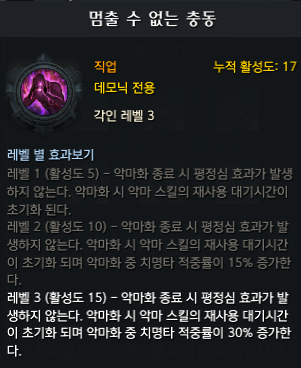 멈출 수 없는 충동
직업 누적 활성도: 17
데모닉 전용
각인 레벨 3
레벨 별 효과보기
레벨 1 (활성도 5) - 악마화 종료 시 평정심 효과가 발생
하지 않는다. 악마화 시 악마 스킬의 재사용 대기시간이
초기화 된다.
레벨 2 (활성도 10) - 악마화 종료 시 평정심 효과가 발
생하지 않는다. 악마화 시 악마 스킬의 재사용 대기시간
이 초기화 되며 악마화 중 치명타 적중률이 15% 증가한
다.
레벨 3 (활성도 15) - 악마화 종료 시 평정심 효과가 발
생하지 않는다. 악마화 시 악마 스킬의 재사용 대기시간
이 초기화 되며 악마화 중 치명타 적중률이 30% 증가한
다.